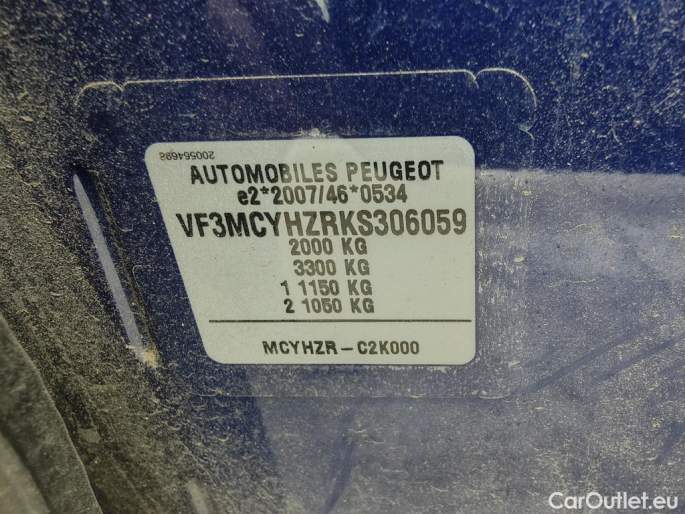 200564698
AUTOMOBILES PEUGEOT
e2*2007/46*0534
VF3MCYHZRKS306059
2000 KG
3300 KG
1 1150 KG
2 1050 KG
MCYHZR-C2K000
CarOutlet.eu